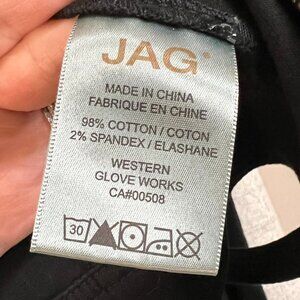 JAG
MADE IN CHINA
FABRIQUE EN CHINE
98% COTTON / COTON
2% SPANDEX / ELASHANE
WESTERN
GLOVE WORKS
CA#00508
30